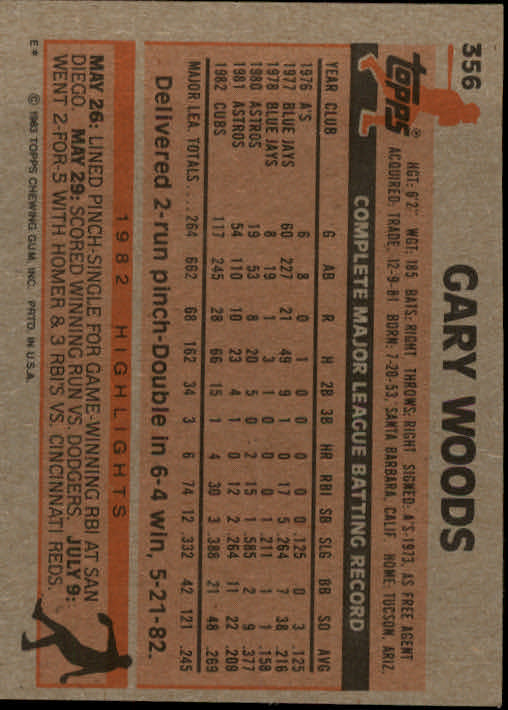 356
GARY WOODS
topps®
HGT: 6'2" WGT: 185 BATS: RIGHT THROWS: RIGHT SIGNED: A'S-1973, AS FREE AGENT
ACQUIRED: TRADE, 12-9-81 BORN: 7-20-53, SANTA BARBARA, CALIF. HOME: TUCSON, ARIZ.
COMPLETE MAJOR LEAGUE BATTING RECORD
YEAR CLUB G AB R H 2B 3B HR RBI SB SLG BB SO AVG
1976 A'S 6 8 0 1 0 0 0 0 0 .125 0 3 .125
1977 BLUE JAYS 60 227 21 49 9 1 0 17 5 .264 7 38 .216
1978 BLUE JAYS 8 19 1 3 1 0 0 0 1 .211 1 1 .158
1980 ASTROS 19 53 8 20 5 0 2 15 1 .585 2 9 .377
1981 ASTROS 54 110 10 23 4 1 0 12 2 .264 11 22 .209
1982 CUBS 117 245 28 66 15 1 4 30 3 .388 21 48 .269
MAJOR LEA. TOTALS.... 264 662 68 162 34 3 6 74 12 .332 42 121 .245
Delivered 2-run pinch-Double in 6-4 win, 5-21-82.
1982 HIGHLIGHTS
MAY 26: LINED PINCH-SINGLE FOR GAME-WINNING RBI AT SAN
DIEGO. MAY 29: SCORED WINNING RUN VS. DODGERS. JULY 9:
WENT 2-FOR-5 WITH HOMER & 3 RBI'S VS. CINCINNATI REDS.
E* © 1983 TOPPS CHEWING GUM, INC. PRTD. IN U.S.A.